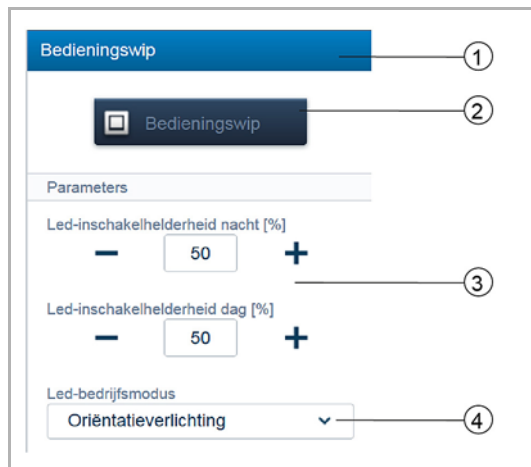 Bedieningswip
1
Bedieningswip
2
Parameters
Led-inschakelhelderheid nacht [%]
− 50 +
3
Led-inschakelhelderheid dag [%]
− 50 +
Led-bedrijfsmodus
Oriëntatieverlichting
4